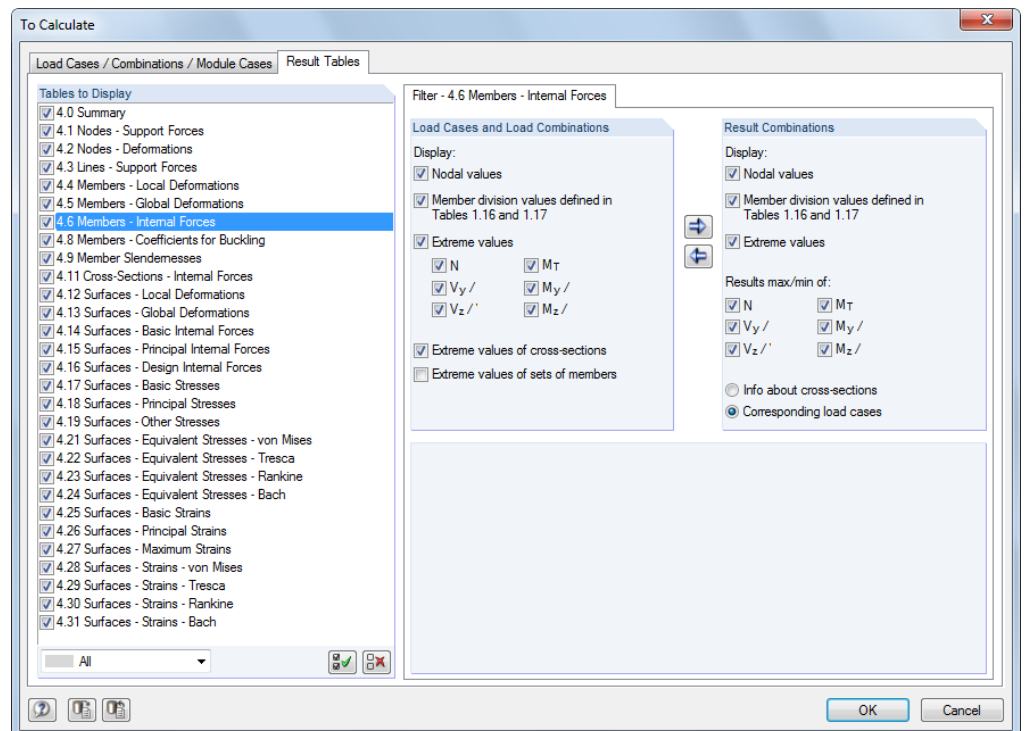 To Calculate
Load Cases / Combinations / Module Cases
Result Tables
Tables to Display
4.0 Summary
4.1 Nodes - Support Forces
4.2 Nodes - Deformations
4.3 Lines - Support Forces
4.4 Members - Local Deformations
4.5 Members - Global Deformations
4.6 Members - Internal Forces
4.8 Members - Coefficients for Buckling
4.9 Member Slendernesses
4.11 Cross-Sections - Internal Forces
4.12 Surfaces - Local Deformations
4.13 Surfaces - Global Deformations
4.14 Surfaces - Basic Internal Forces
4.15 Surfaces - Principal Internal Forces
4.16 Surfaces - Design Internal Forces
4.17 Surfaces - Basic Stresses
4.18 Surfaces - Principal Stresses
4.19 Surfaces - Other Stresses
4.21 Surfaces - Equivalent Stresses - von Mises
4.22 Surfaces - Equivalent Stresses - Tresca
4.23 Surfaces - Equivalent Stresses - Rankine
4.24 Surfaces - Equivalent Stresses - Bach
4.25 Surfaces - Basic Strains
4.26 Surfaces - Principal Strains
4.27 Surfaces - Maximum Strains
4.28 Surfaces - Strains - von Mises
4.29 Surfaces - Strains - Tresca
4.30 Surfaces - Strains - Rankine
4.31 Surfaces - Strains - Bach
All
Filter - 4.6 Members - Internal Forces
Load Cases and Load Combinations
Display:
Nodal values
Member division values defined in
Tables 1.16 and 1.17
Extreme values
N
MT
Vy /
My /
Vz / '
Mz /
Extreme values of cross-sections
Extreme values of sets of members
Result Combinations
Display:
Nodal values
Member division values defined in
Tables 1.16 and 1.17
Extreme values
Results max/min of:
N
MT
Vy /
My /
Vz / '
Mz /
Info about cross-sections
Corresponding load cases
OK
Cancel